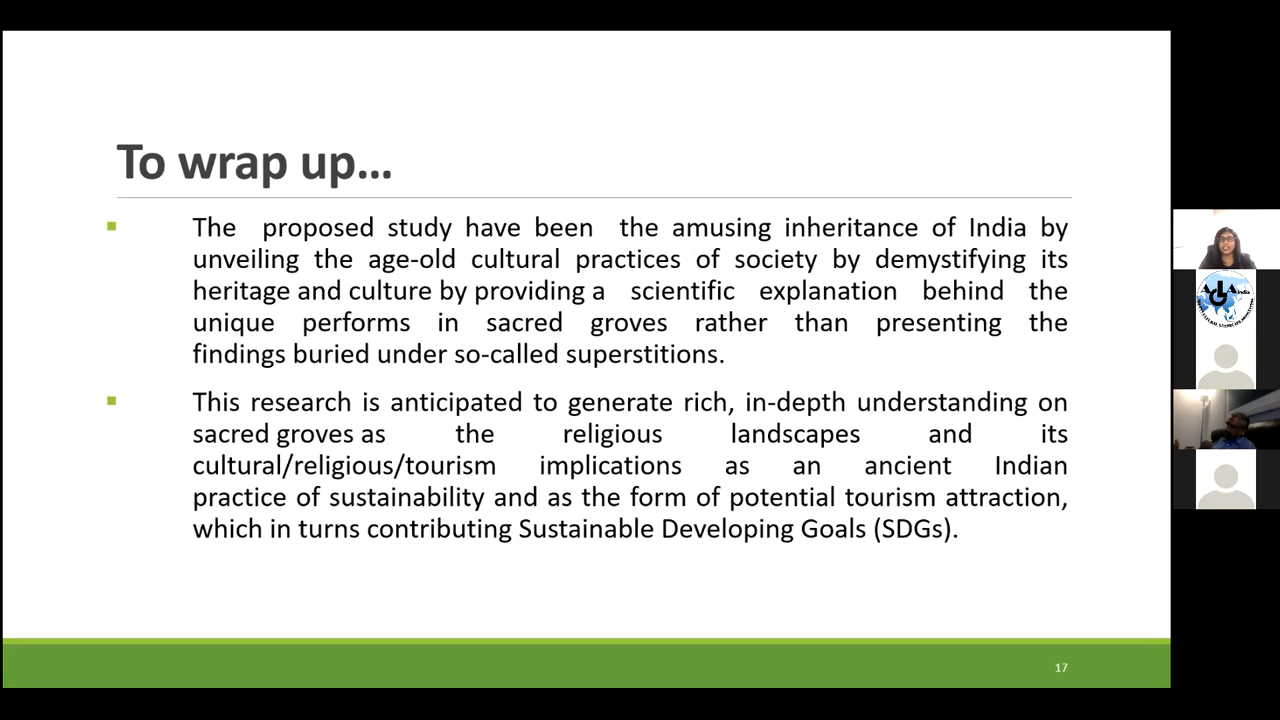 To wrap up...
The proposed study have been the amusing inheritance of India by
unveiling the age-old cultural practices of society by demystifying its
heritage and culture by providing a scientific explanation behind the
unique performs in sacred groves rather than presenting the
findings buried under so-called superstitions.
This research is anticipated to generate rich, in-depth understanding on
sacred groves as the religious landscapes and its
cultural/religious/tourism implications as an ancient Indian
practice of sustainability and as the form of potential tourism attraction,
which in turns contributing Sustainable Developing Goals (SDGs).
17